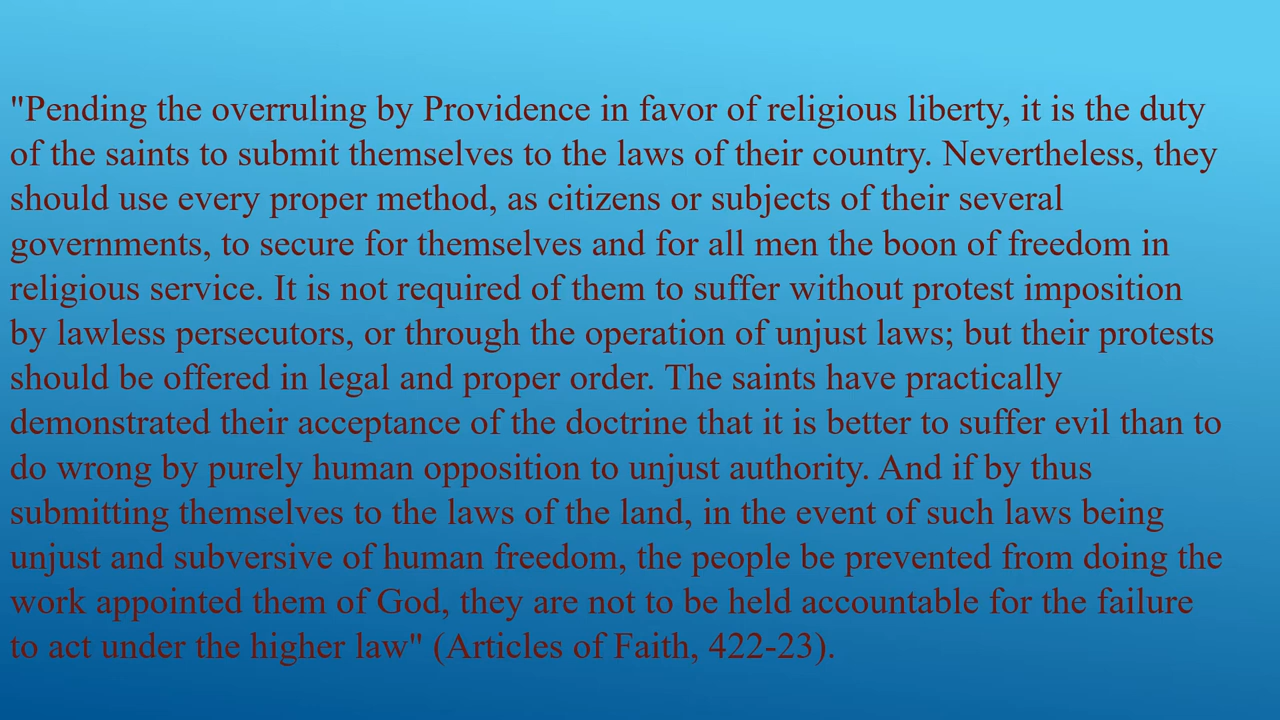 "Pending the overruling by Providence in favor of religious liberty, it is the duty
of the saints to submit themselves to the laws of their country. Nevertheless, they
should use every proper method, as citizens or subjects of their several
governments, to secure for themselves and for all men the boon of freedom in
religious service. It is not required of them to suffer without protest imposition
by lawless persecutors, or through the operation of unjust laws; but their protests
should be offered in legal and proper order. The saints have practically
demonstrated their acceptance of the doctrine that it is better to suffer evil than to
do wrong by purely human opposition to unjust authority. And if by thus
submitting themselves to the laws of the land, in the event of such laws being
unjust and subversive of human freedom, the people be prevented from doing the
work appointed them of God, they are not to be held accountable for the failure
to act under the higher law" (Articles of Faith, 422-23).